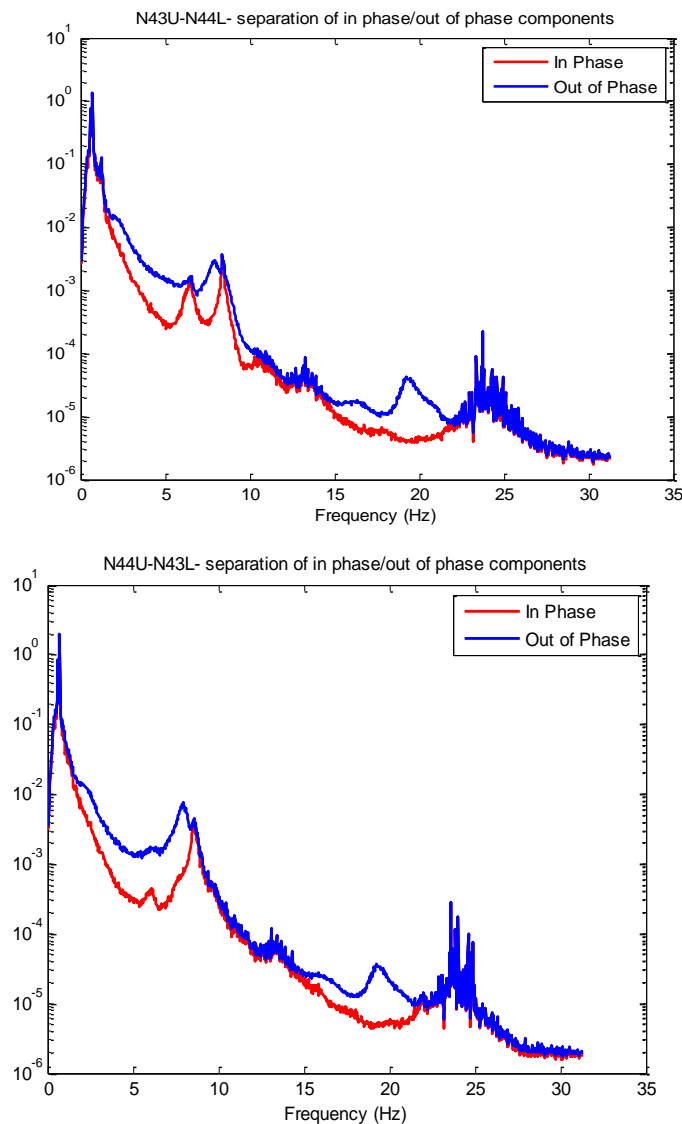 N43U-N44L- separation of in phase/out of phase components
10^1
10^0
10^-1
10^-2
10^-3
10^-4
10^-5
10^-6
0 5 10 15 20 25 30 35
Frequency (Hz)
In Phase
Out of Phase
N44U-N43L- separation of in phase/out of phase components
10^1
10^0
10^-1
10^-2
10^-3
10^-4
10^-5
10^-6
0 5 10 15 20 25 30 35
Frequency (Hz)
In Phase
Out of Phase